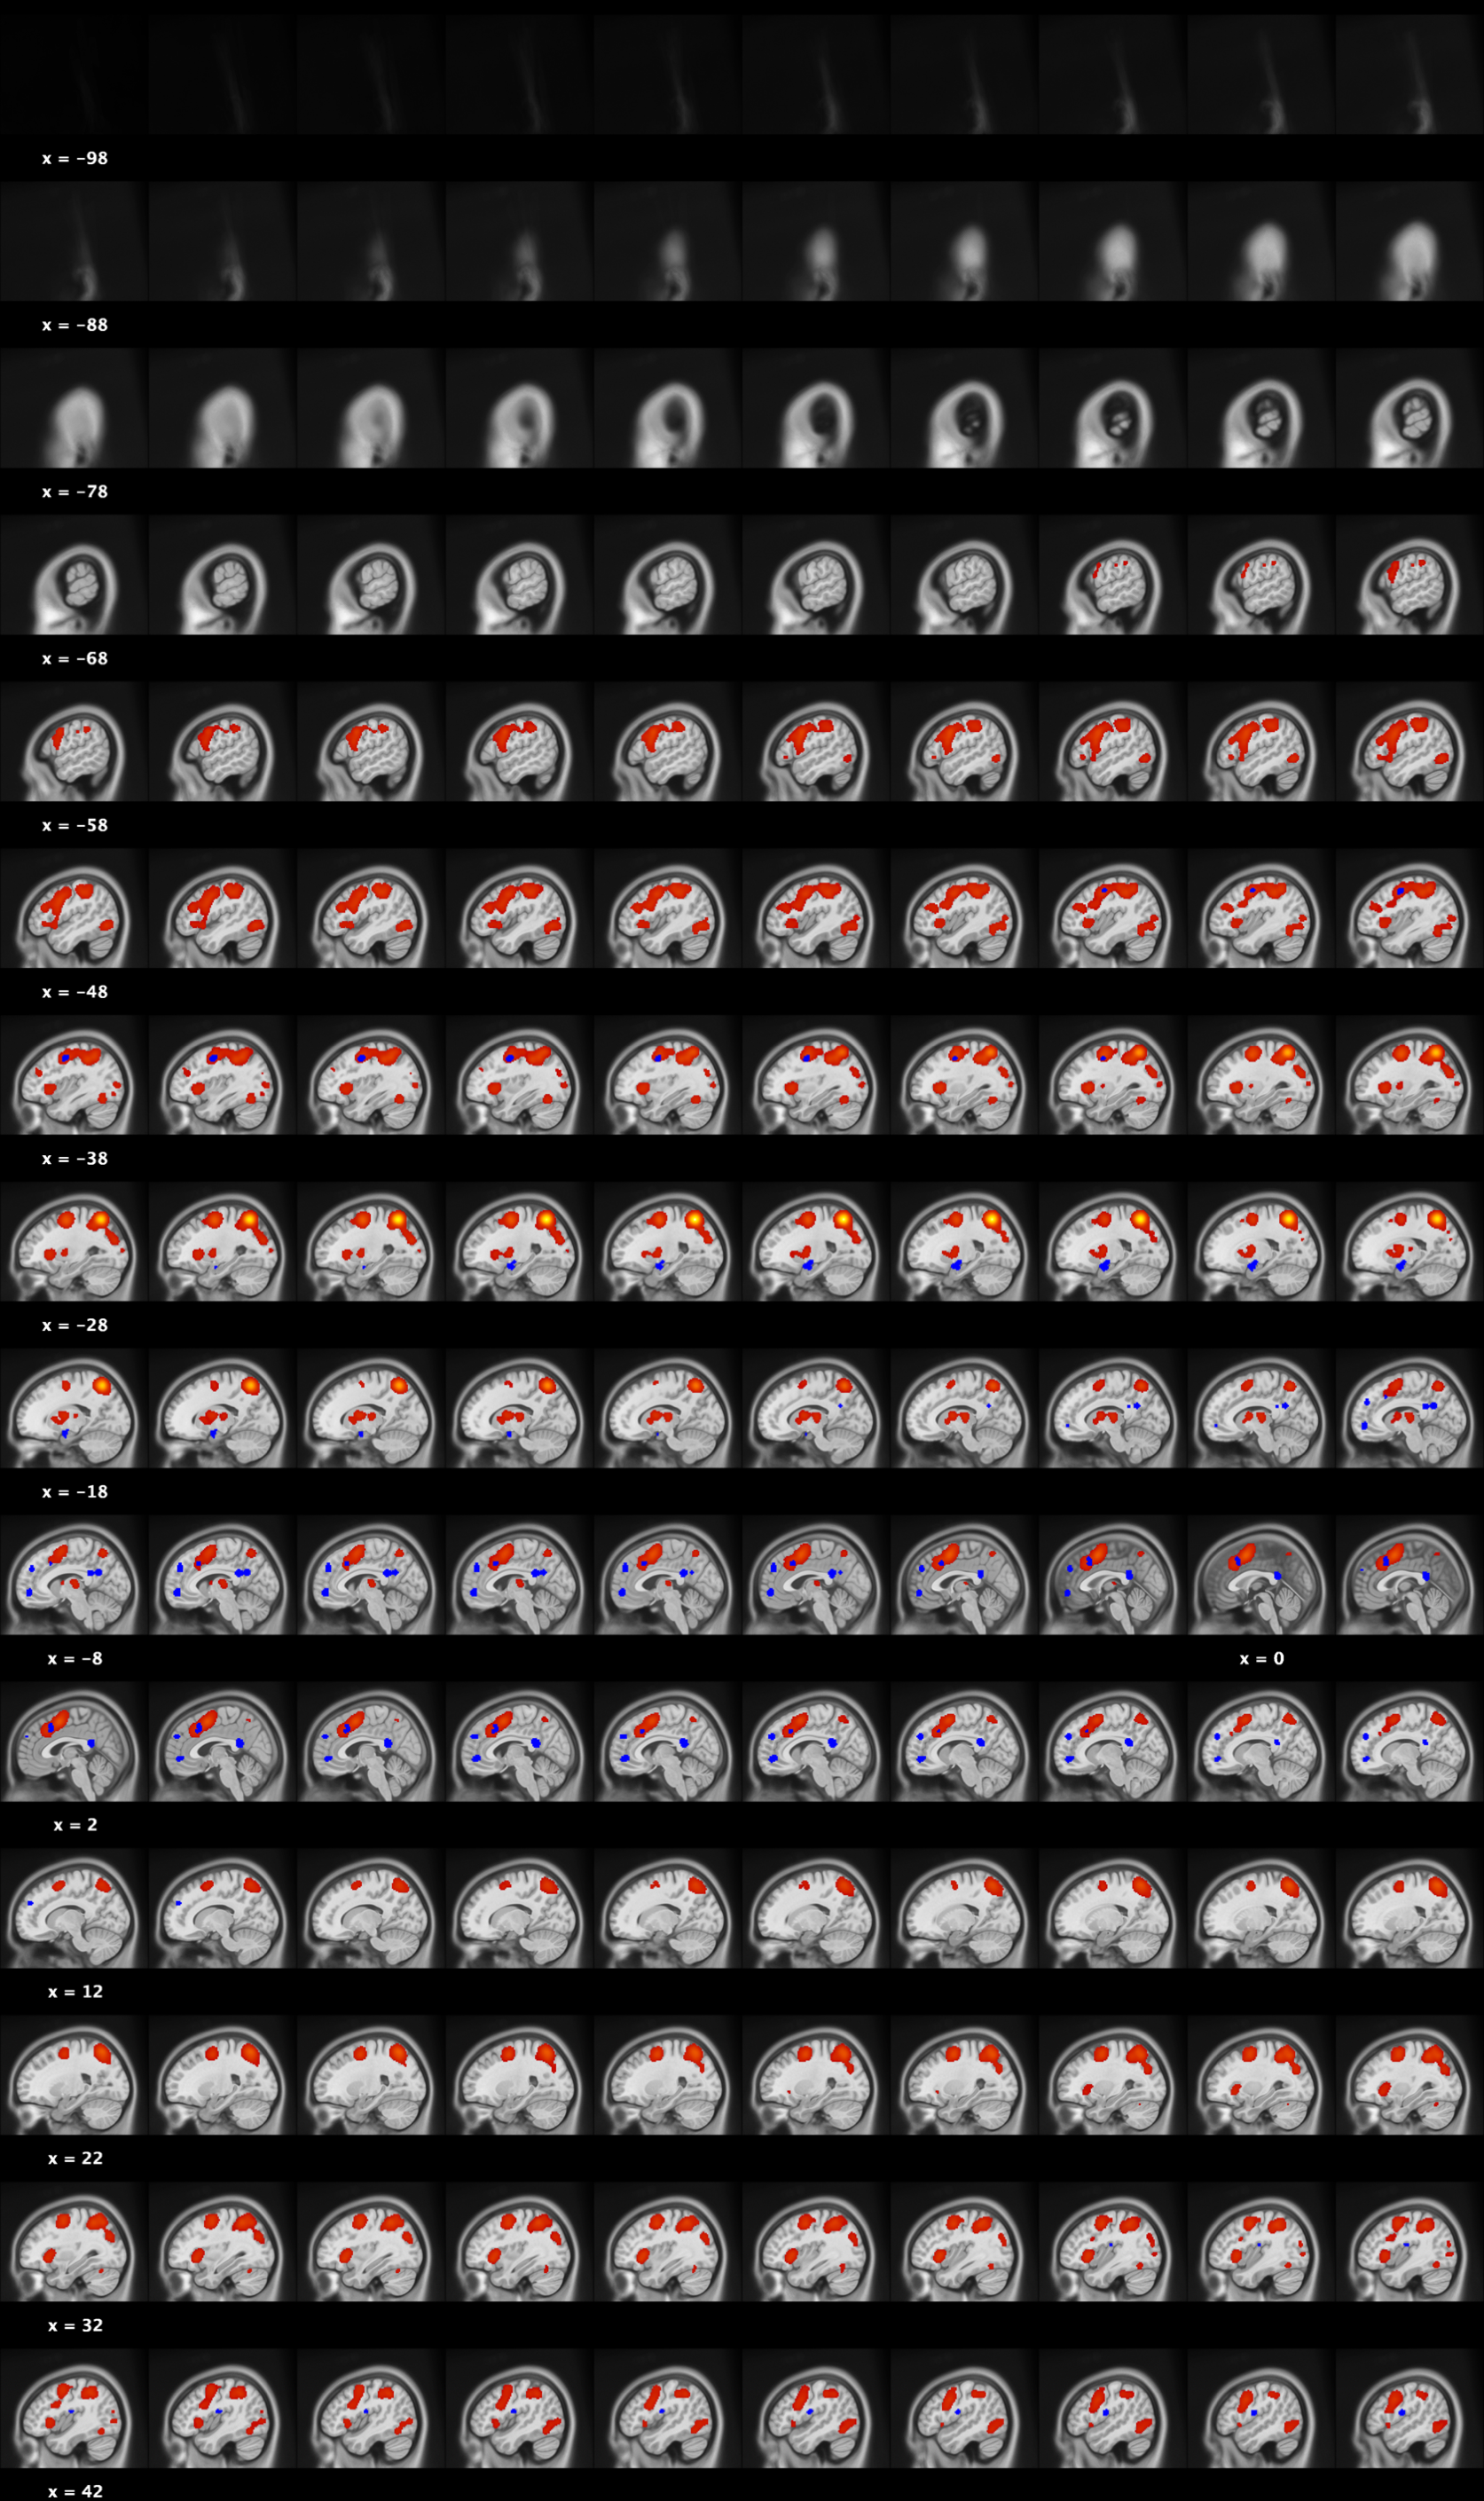 x = −98
x = −88
x = −78
x = −68
x = −58
x = −48
x = −38
x = −28
x = −18
x = −8 x = 0
x = 2
x = 12
x = 22
x = 32
x = 42